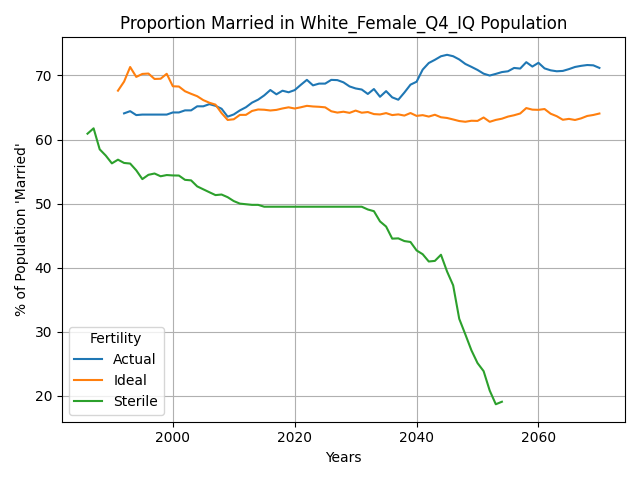 Proportion Married in White_Female_Q4_IQ Population
% of Population 'Married'
70
60
50
40
30
20
Fertility
Actual
Ideal
Sterile
2000 2020 2040 2060
Years